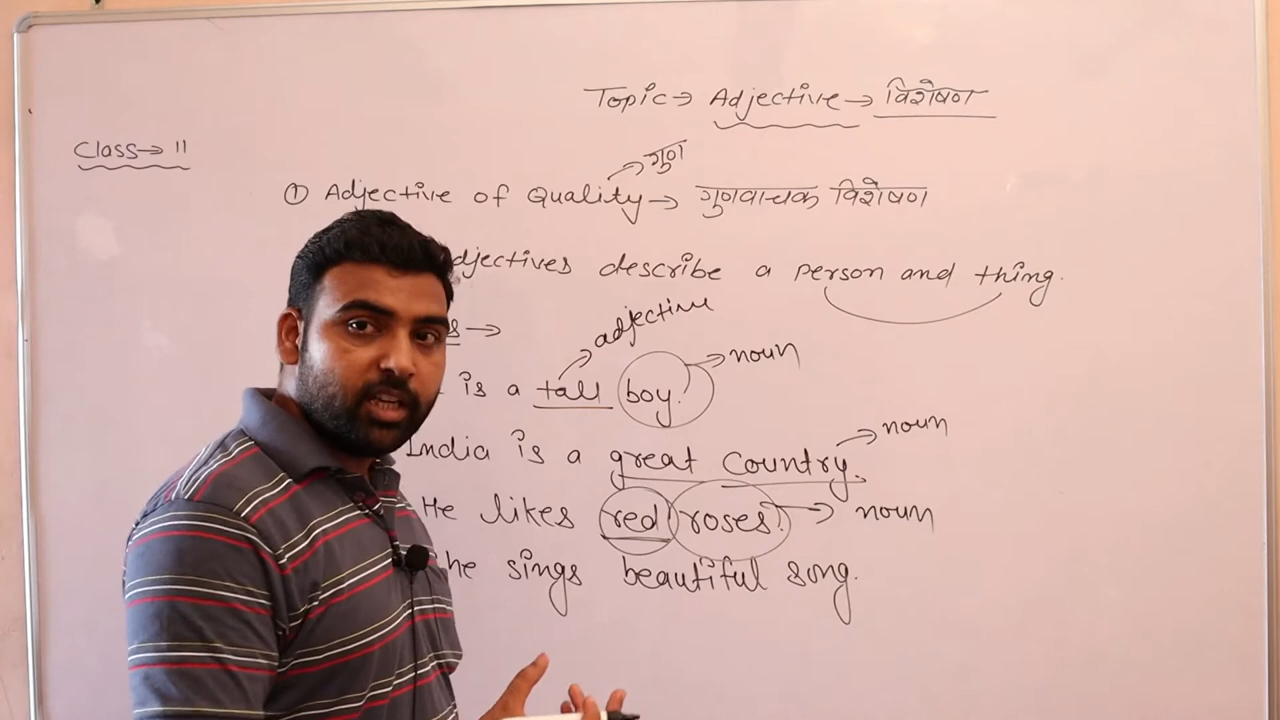 Topic → Adjective → विशेषण
Class → 11
गुण
① Adjective of Quality → गुणवाचक विशेषण
djectives describe a person and thing.
s →
adjective
noun
is a tall boy.
noun
India is a great Country.
He likes red roses.
noun
he sings beautiful song.